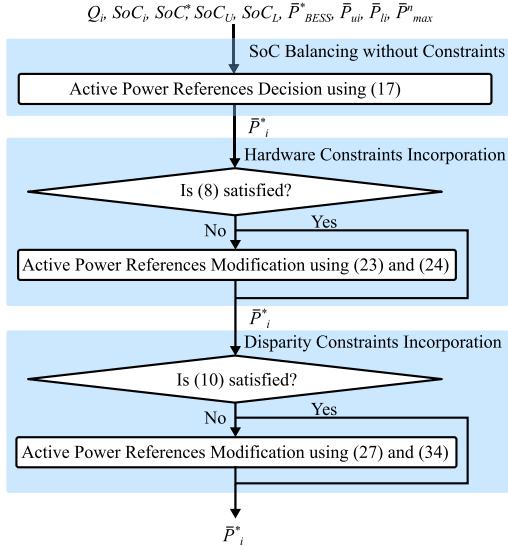 Q_i, SoC_i, SoC*, SoC_U, SoC_L, P̄*_BESS, P̄_ui, P̄_li, P̄^n_max
SoC Balancing without Constraints
Active Power References Decision using (17)
P̄*_i
Hardware Constraints Incorporation
Is (8) satisfied?
No
Yes
Active Power References Modification using (23) and (24)
P̄*_i
Disparity Constraints Incorporation
Is (10) satisfied?
No
Yes
Active Power References Modification using (27) and (34)
P̄*_i